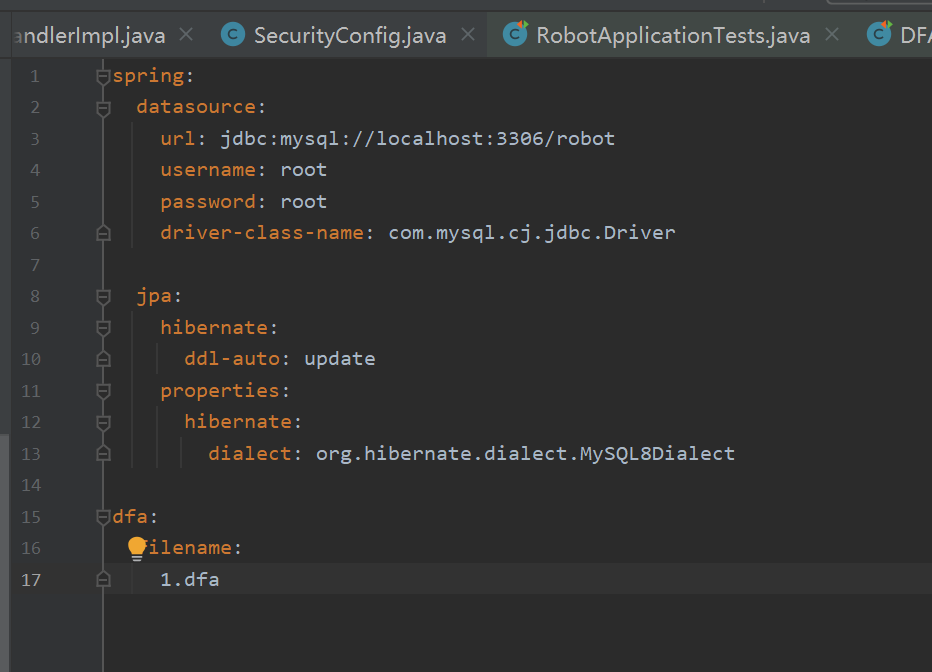 andlerImpl.java SecurityConfig.java RobotApplicationTests.java DFA
1 spring:
2 datasource:
3 url: jdbc:mysql://localhost:3306/robot
4 username: root
5 password: root
6 driver-class-name: com.mysql.cj.jdbc.Driver
7
8 jpa:
9 hibernate:
10 ddl-auto: update
11 properties:
12 hibernate:
13 dialect: org.hibernate.dialect.MySQL8Dialect
14
15 dfa:
16 ilename:
17 1.dfa